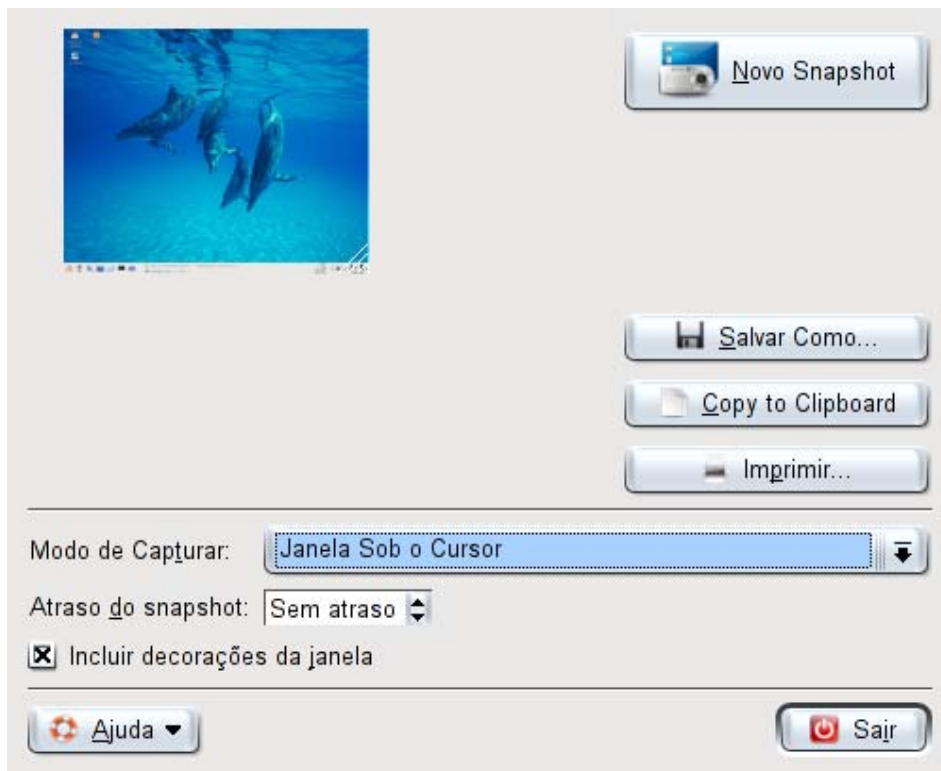 Novo Snapshot
Salvar Como...
Copy to Clipboard
Imprimir...
Modo de Capturar: Janela Sob o Cursor
Atraso do snapshot: Sem atraso
Incluir decorações da janela
Ajuda
Sair